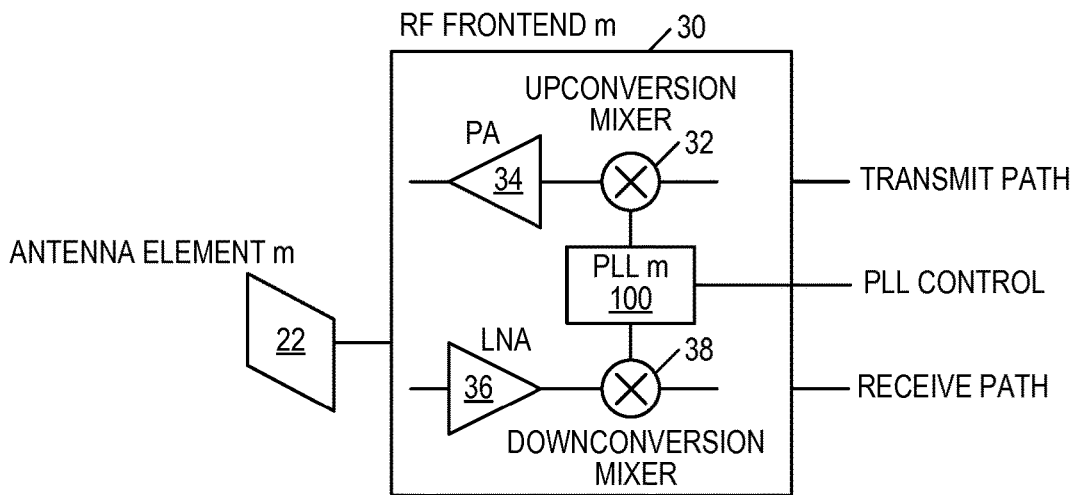 RF FRONTEND m
30
UPCONVERSION
MIXER
PA
32
34
TRANSMIT PATH
ANTENNA ELEMENT m
PLL m
100
PLL CONTROL
22
LNA
38
36
RECEIVE PATH
DOWNCONVERSION
MIXER